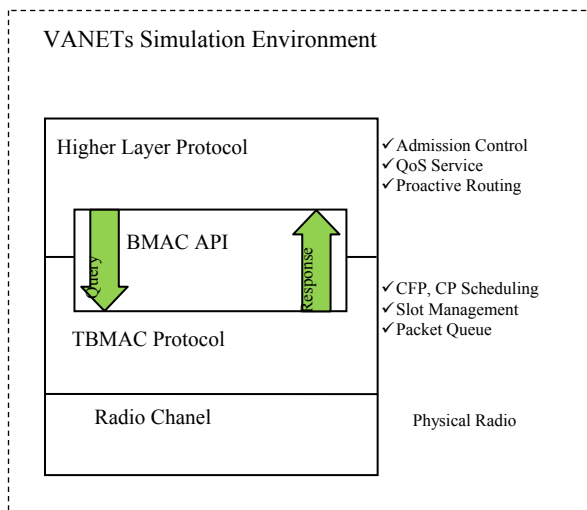 VANETs Simulation Environment
Higher Layer Protocol
✓Admission Control
✓QoS Service
✓Proactive Routing
BMAC API
Query
Response
✓CFP, CP Scheduling
✓Slot Management
✓Packet Queue
TBMAC Protocol
Radio Chanel
Physical Radio